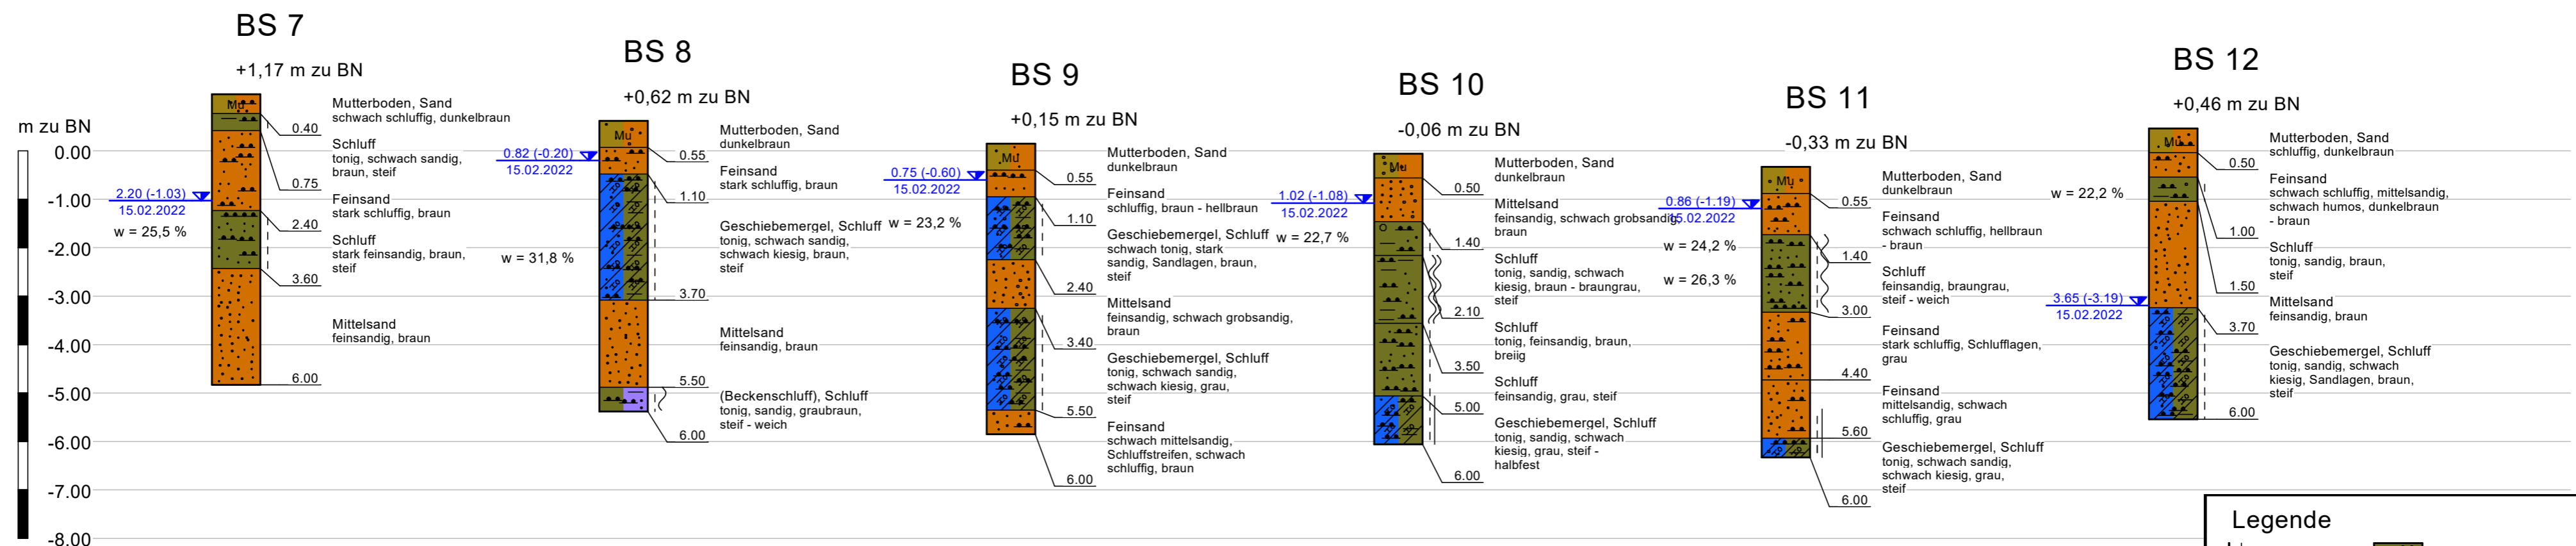 m zu BN
0.00
-1.00
-2.00
-3.00
-4.00
-5.00
-6.00
-7.00
-8.00
BS 7
+1,17 m zu BN
Mu
0.40
0.75
2.40
3.60
6.00
2.20 (-1.03)
15.02.2022
w = 25,5 %
Mutterboden, Sand
schwach schluffig, dunkelbraun
Schluff
tonig, schwach sandig,
braun, steif
Feinsand
stark schluffig, braun
Schluff
stark feinsandig, braun,
steif
Mittelsand
feinsandig, braun
BS 8
+0,62 m zu BN
Mu
0.82 (-0.20)
15.02.2022
w = 31,8 %
0.55
1.10
3.70
5.50
6.00
Mutterboden, Sand
dunkelbraun
Feinsand
stark schluffig, braun
Geschiebemergel, Schluff
tonig, schwach sandig,
schwach kiesig, braun,
steif
Mittelsand
feinsandig, braun
(Beckenschluff), Schluff
tonig, sandig, graubraun,
steif - weich
BS 9
+0,15 m zu BN
Mu
0.75 (-0.60)
15.02.2022
w = 23,2 %
0.55
1.10
2.40
3.40
5.50
6.00
Mutterboden, Sand
dunkelbraun
Feinsand
schluffig, braun - hellbraun
Geschiebemergel, Schluff
schwach tonig, stark
sandig, Sandlagen, braun,
steif
Mittelsand
feinsandig, schwach grobsandig,
braun
Geschiebemergel, Schluff
tonig, schwach sandig,
schwach kiesig, grau,
steif
Feinsand
schwach mittelsandig,
Schluffstreifen, schwach
schluffig, braun
BS 10
-0,06 m zu BN
Mu
1.02 (-1.08)
15.02.2022
w = 22,7 %
0.50
1.40
2.10
3.50
5.00
6.00
Mutterboden, Sand
dunkelbraun
Mittelsand
feinsandig, schwach grobsandig,
braun
Schluff
tonig, sandig, schwach
kiesig, braun - braungrau,
steif
Schluff
tonig, feinsandig, braun,
breiig
Schluff
feinsandig, grau, steif
Geschiebemergel, Schluff
tonig, sandig, schwach
kiesig, grau, steif -
halbfest
BS 11
-0,33 m zu BN
Mu
0.86 (-1.19)
15.02.2022
w = 24,2 %
w = 26,3 %
0.55
1.40
3.00
4.40
5.60
6.00
Mutterboden, Sand
dunkelbraun
Feinsand
schwach schluffig, hellbraun
- braun
Schluff
feinsandig, braungrau,
steif - weich
Feinsand
stark schluffig, Schlufflagen,
grau
Feinsand
mittelsandig, schwach
schluffig, grau
Geschiebemergel, Schluff
tonig, schwach sandig,
schwach kiesig, grau,
steif
BS 12
+0,46 m zu BN
Mu
w = 22,2 %
3.65 (-3.19)
15.02.2022
0.50
1.00
1.50
3.70
6.00
Mutterboden, Sand
schluffig, dunkelbraun
Feinsand
schwach schluffig, mittelsandig,
schwach humos, dunkelbraun
- braun
Schluff
tonig, sandig, braun,
steif
Mittelsand
feinsandig, braun
Geschiebemergel, Schluff
tonig, sandig, schwach
kiesig, Sandlagen, braun,
steif
Legende